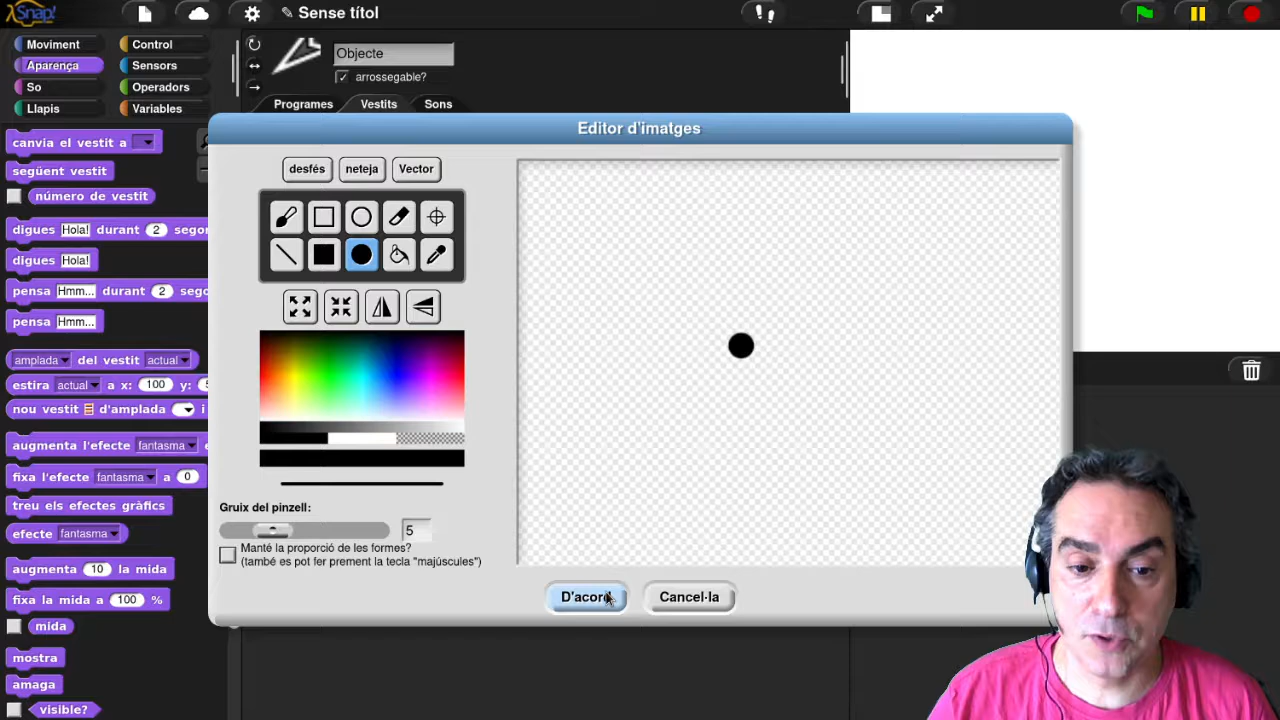 Snap!
Sense títol
Moviment
Control
Aparença
Sensors
So
Operadors
Llapis
Variables
Objecte
arrossegable?
Programes
Vestits
Sons
canvia el vestit a
següent vestit
número de vestit
digues Hola! durant 2 segon
digues Hola!
pensa Hmm... durant 2 sego
pensa Hmm...
amplada del vestit actual
estira actual a x: 100 y: 5
nou vestit d'amplada i
augmenta l'efecte fantasma e
fixa l'efecte fantasma a 0
treu els efectes gràfics
efecte fantasma
augmenta 10 la mida
fixa la mida a 100 %
mida
mostra
amaga
visible?
Editor d'imatges
desfés
neteja
Vector
Gruix del pinzell:
5
Manté la proporció de les formes?
(també es pot fer prement la tecla "majúscules")
D'acord
Cancel·la